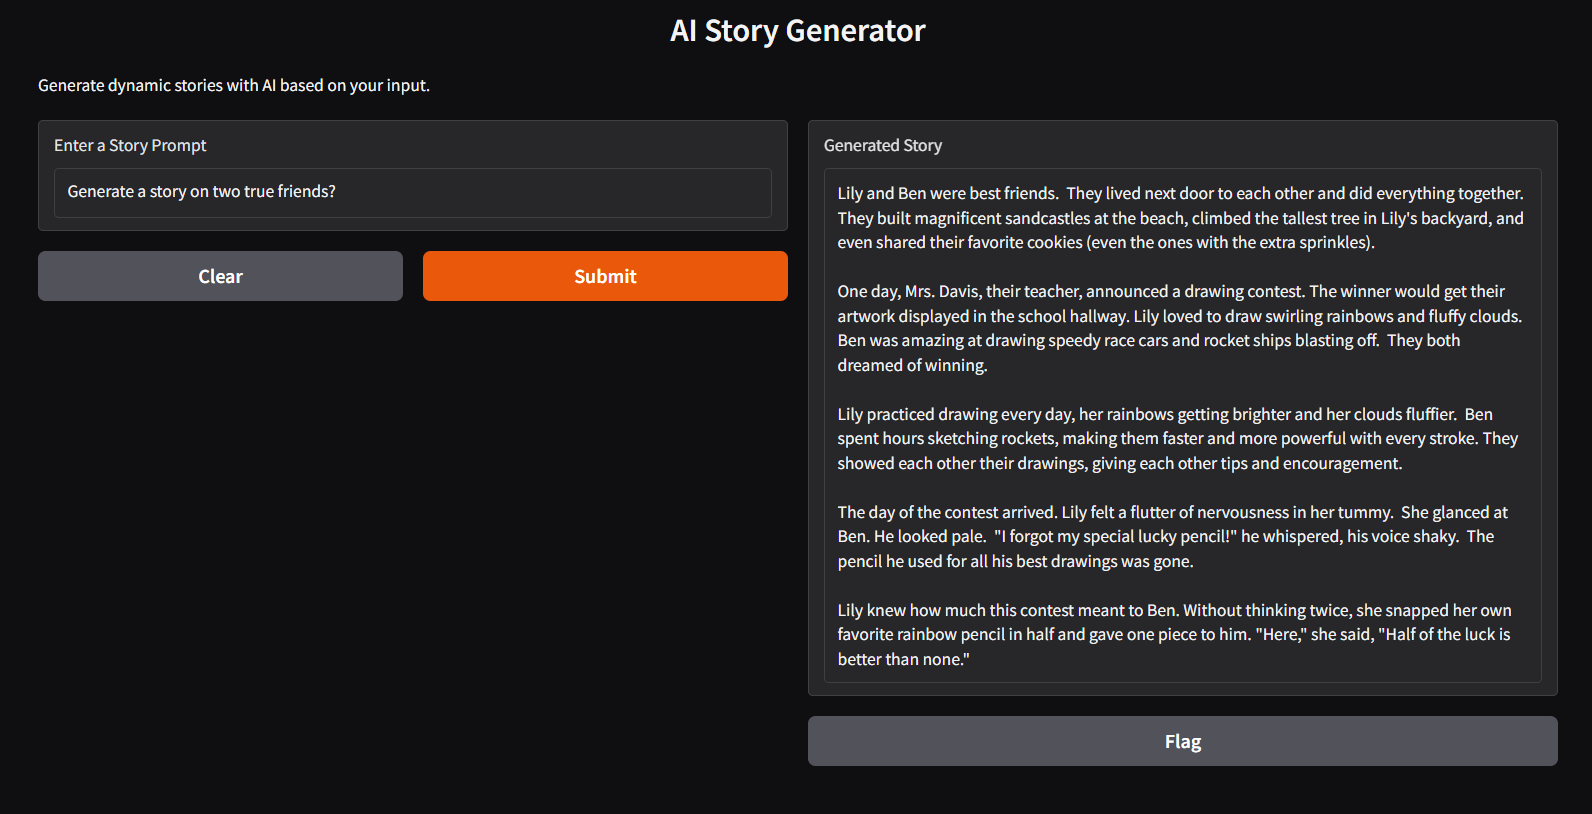 AI Story Generator
Generate dynamic stories with AI based on your input.
Enter a Story Prompt
Generate a story on two true friends?
Clear
Submit
Generated Story
Lily and Ben were best friends.  They lived next door to each other and did everything together.
They built magnificent sandcastles at the beach, climbed the tallest tree in Lily's backyard, and
even shared their favorite cookies (even the ones with the extra sprinkles).
One day, Mrs. Davis, their teacher, announced a drawing contest. The winner would get their
artwork displayed in the school hallway. Lily loved to draw swirling rainbows and fluffy clouds.
Ben was amazing at drawing speedy race cars and rocket ships blasting off.  They both
dreamed of winning.
Lily practiced drawing every day, her rainbows getting brighter and her clouds fluffier.  Ben
spent hours sketching rockets, making them faster and more powerful with every stroke. They
showed each other their drawings, giving each other tips and encouragement.
The day of the contest arrived. Lily felt a flutter of nervousness in her tummy.  She glanced at
Ben. He looked pale.  "I forgot my special lucky pencil!" he whispered, his voice shaky.  The
pencil he used for all his best drawings was gone.
Lily knew how much this contest meant to Ben. Without thinking twice, she snapped her own
favorite rainbow pencil in half and gave one piece to him. "Here," she said, "Half of the luck is
better than none."
Flag